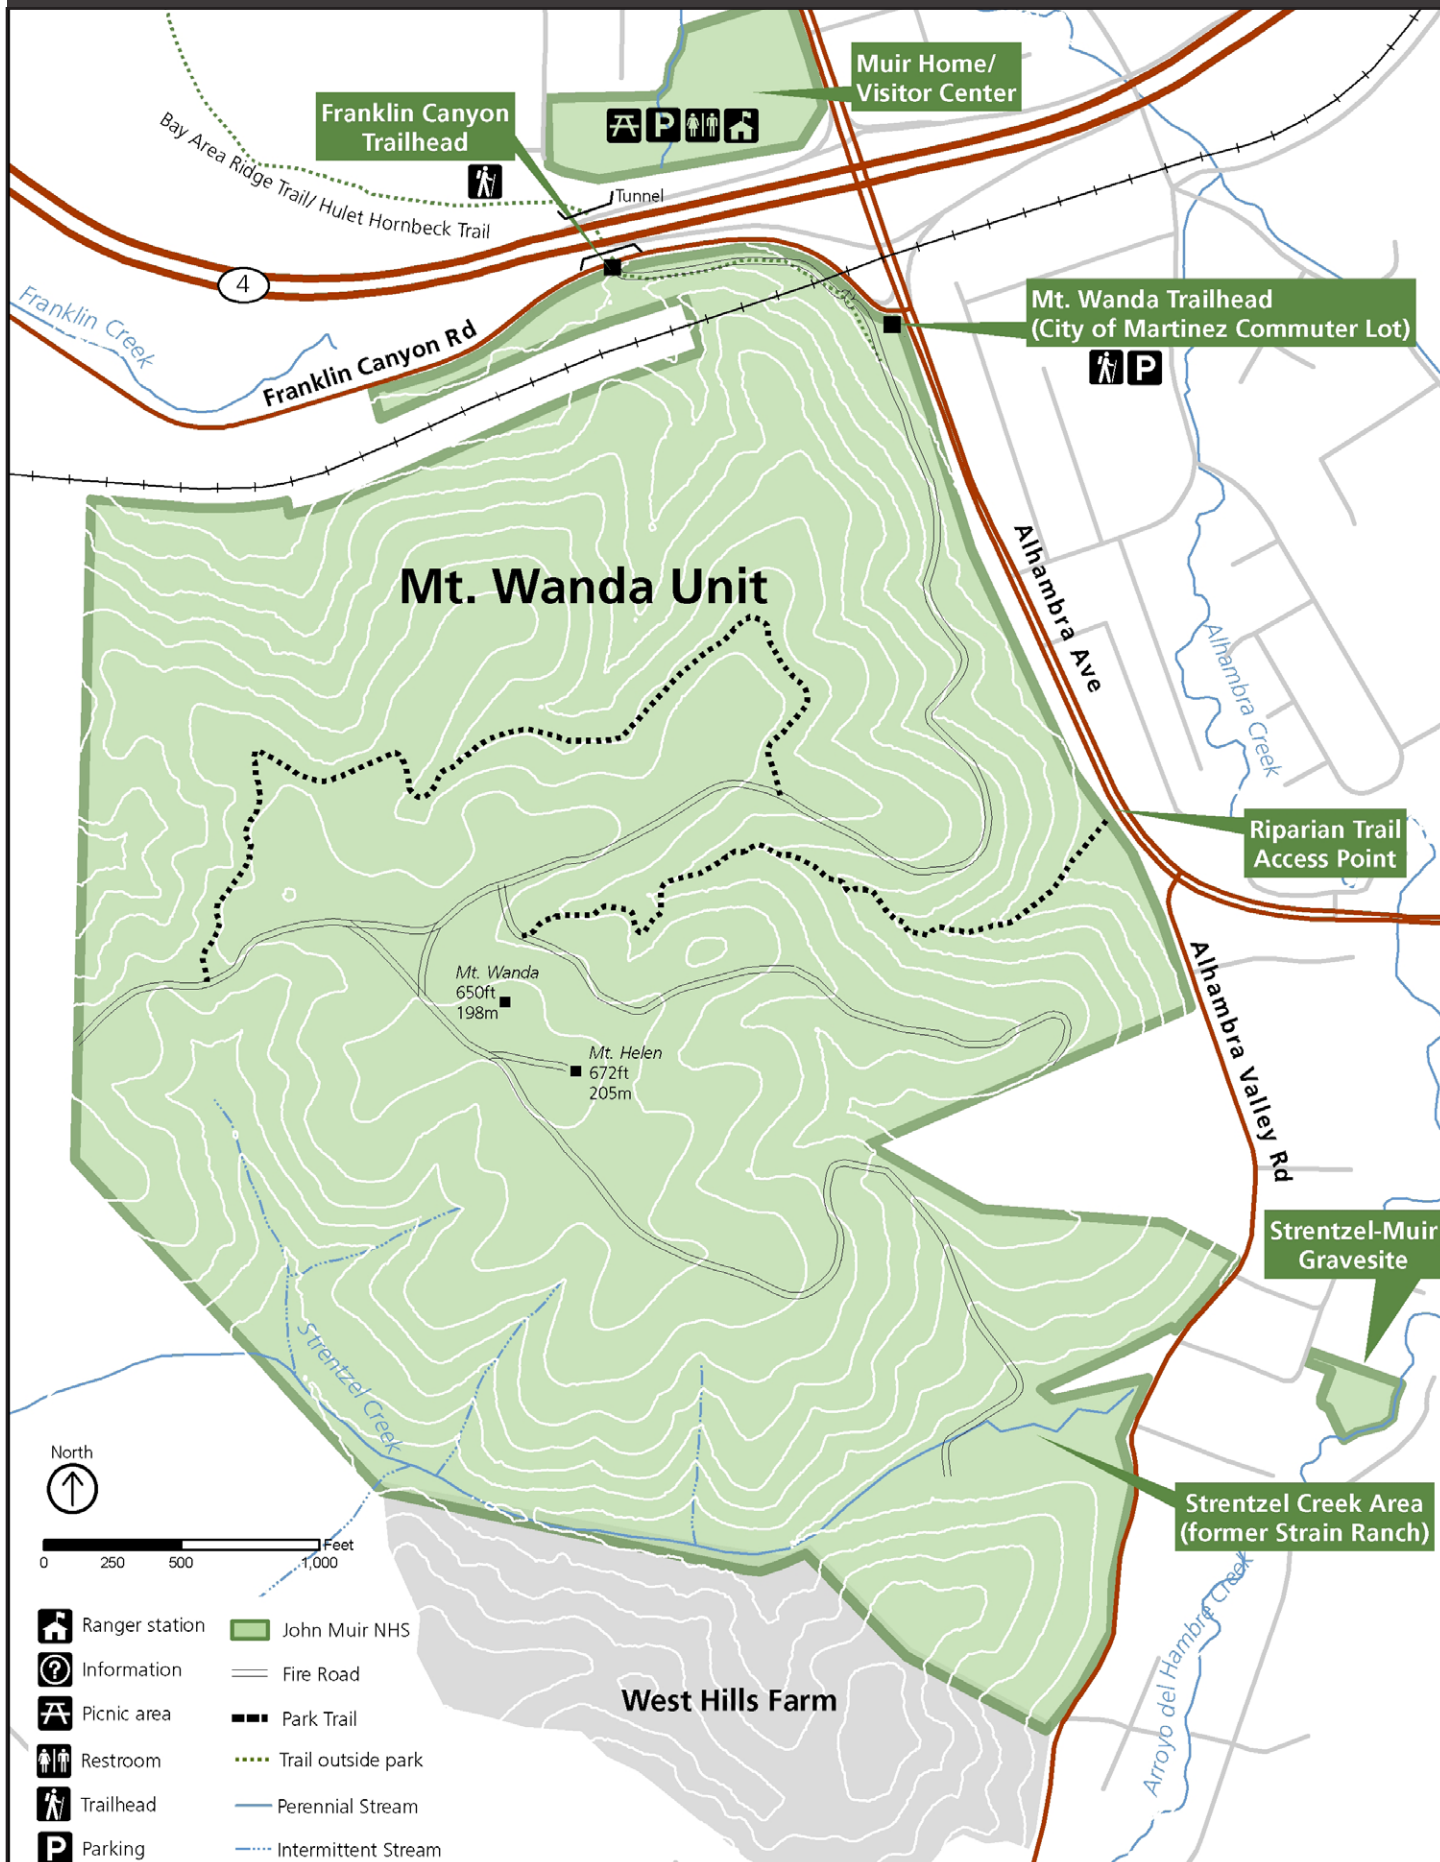 Muir Home/
Visitor Center
Franklin Canyon
Trailhead
P
Bay Area Ridge Trail/ Hulet Hornbeck Trail
Tunnel
4
Franklin Creek
Franklin Canyon Rd
Mt. Wanda Trailhead
(City of Martinez Commuter Lot)
P
Mt. Wanda Unit
Alhambra Ave
Alhambra Creek
Riparian Trail
Access Point
Mt. Wanda
650ft
198m
Mt. Helen
672ft
205m
Alhambra Valley Rd
Strentzel-Muir
Gravesite
Strentzel Creek
Strentzel Creek Area
(former Strain Ranch)
Arroyo del Hambre Creek
West Hills Farm
North
Feet
0 250 500 1,000
Ranger station
? Information
Picnic area
Restroom
Trailhead
P Parking
John Muir NHS
Fire Road
Park Trail
Trail outside park
Perennial Stream
Intermittent Stream